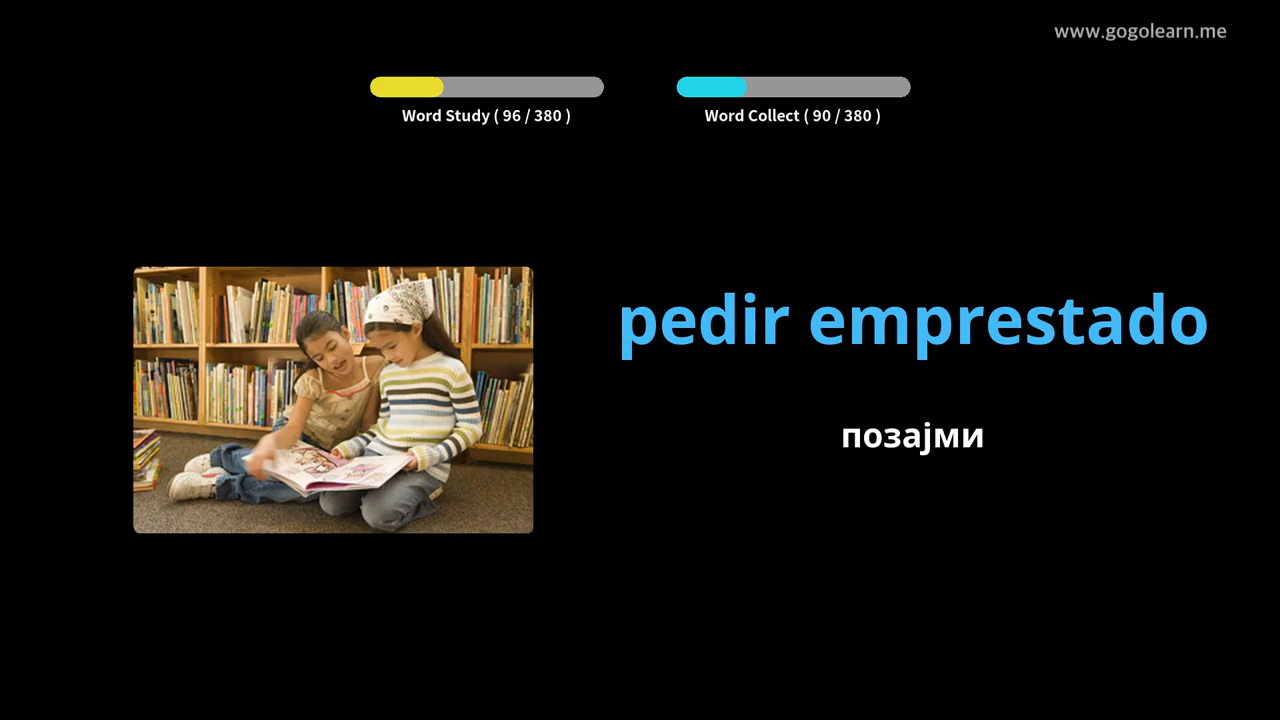 www.gogolearn.me
Word Study ( 96 / 380 )
Word Collect ( 90 / 380 )
pedir emprestado
позајми